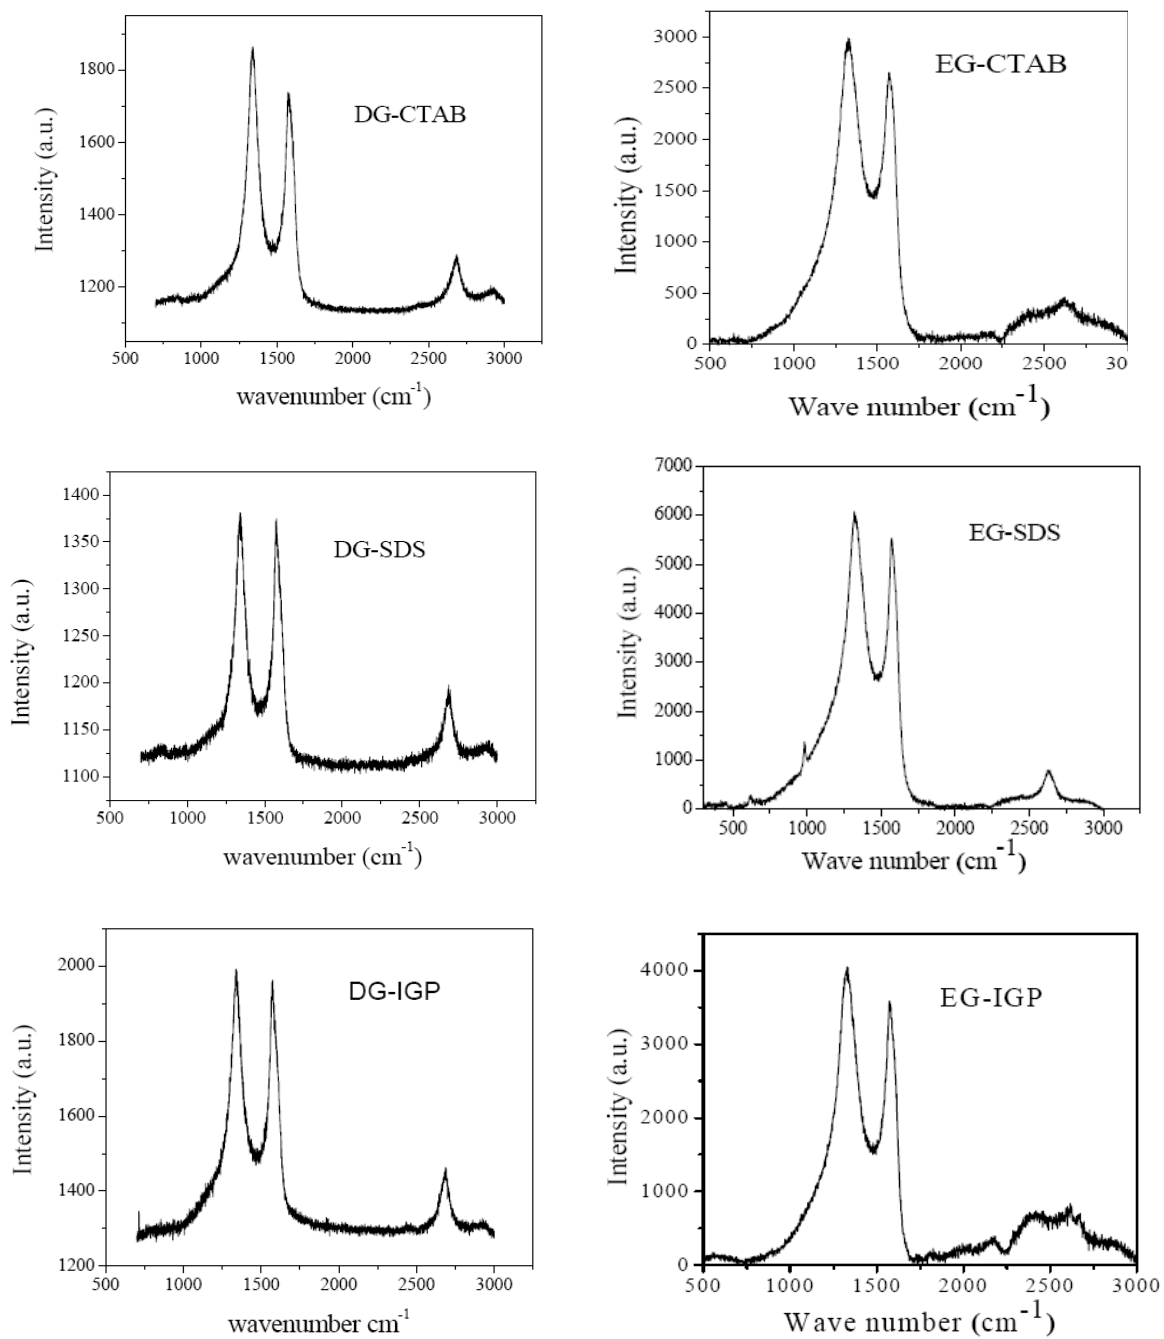 DG-CTAB
Intensity (a.u.)
1800
1600
1400
1200
500 1000 1500 2000 2500 3000
wavenumber (cm-1)
EG-CTAB
Intensity (a.u.)
3000
2500
2000
1500
1000
500
0
500 1000 1500 2000 2500 3000
Wave number (cm-1)
DG-SDS
Intensity (a.u.)
1400
1350
1300
1250
1200
1150
1100
500 1000 1500 2000 2500 3000
wavenumber (cm-1)
EG-SDS
Intensity (a.u.)
7000
6000
5000
4000
3000
2000
1000
0
500 1000 1500 2000 2500 3000
Wave number (cm-1)
DG-IGP
Intensity (a.u.)
2000
1800
1600
1400
1200
500 1000 1500 2000 2500 3000
wavenumber cm-1
EG-IGP
Intensity (a.u.)
4000
3000
2000
1000
0
500 1000 1500 2000 2500 3000
Wave number (cm-1)